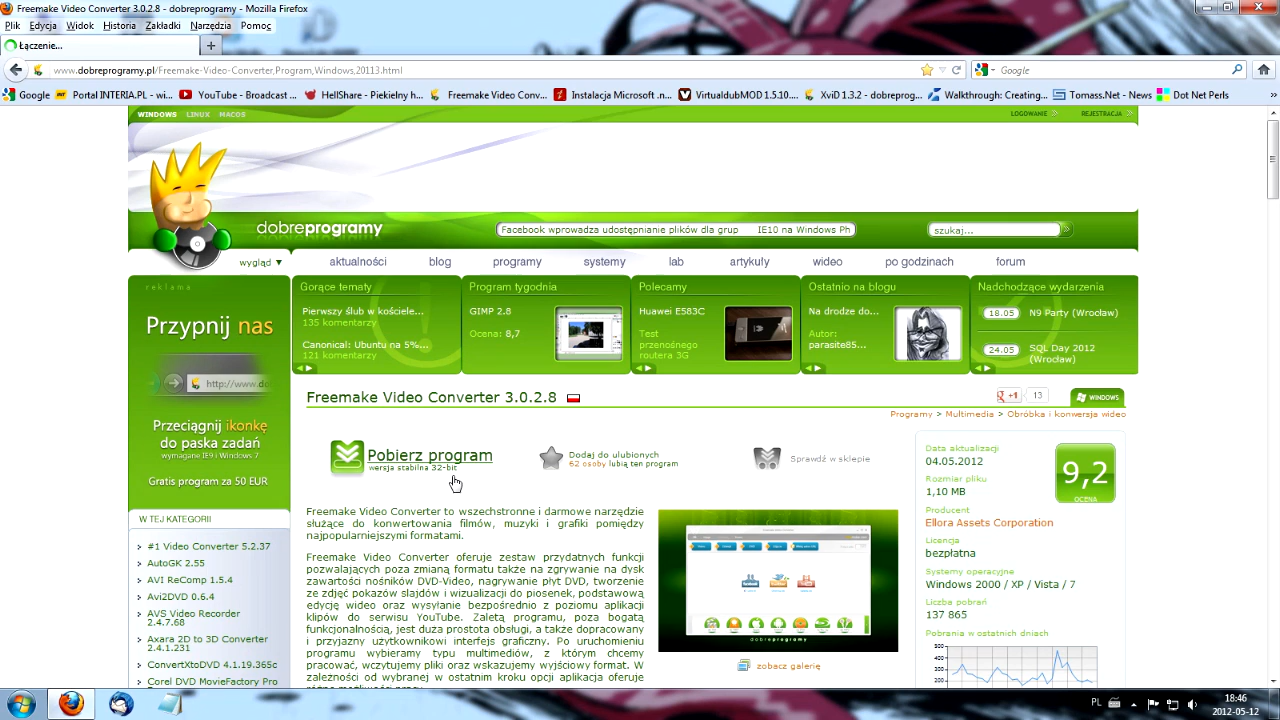 Freemake Video Converter 3.0.2.8 - dobreprogramy - Mozilla Firefox
Plik Edycja Widok Historia Zakładki Narzędzia Pomoc
Łączenie...
www.dobreprogramy.pl/Freemake-Video-Converter,Program,Windows,20113.html
Google
Google Portal INTERIA.PL - wi... YouTube - Broadcast ... HellShare - Piekielny h... Freemake Video Conv... Instalacja Microsoft .n... VirtualdubMOD 1.5.10.... XviD 1.3.2 - dobreprog... Walkthrough: Creating... Tomass.Net - News Dot Net Perls »
WINDOWS LINUX MACOS
LOGOWANIE REJESTRACJA
dobreprogramy
Facebook wprowadza udostępnianie plików dla grup IE10 na Windows Ph
szukaj...
wygląd
aktualności blog programy systemy lab artykuły wideo po godzinach forum
reklama
Przypnij nas
http://www.do
Przeciągnij ikonkę
do paska zadań
wymagane IE9 i Windows 7
Gratis program za 50 EUR
Gorące tematy
Pierwszy ślub w kościele...
135 komentarzy
Canonical: Ubuntu na 5%...
121 komentarzy
Program tygodnia
GIMP 2.8
Ocena: 8,7
Polecamy
Huawei E583C
Test
przenośnego
routera 3G
Ostatnio na blogu
Na drodze do...
Autor:
parasite85...
Nadchodzące wydarzenia
18.05 N9 Party (Wrocław)
24.05 SQL Day 2012
(Wrocław)
Freemake Video Converter 3.0.2.8
+1 13
WINDOWS
Programy > Multimedia > Obróbka i konwersja wideo
Pobierz program
wersja stabilna 32-bit
Dodaj do ulubionych
62 osoby lubią ten program
Sprawdź w sklepie
Freemake Video Converter to wszechstronne i darmowe narzędzie
służące do konwertowania filmów, muzyki i grafiki pomiędzy
najpopularniejszymi formatami.
Freemake Video Converter ma wiele przydatnych funkcji
pozwalających poza zmianą formatu także na zgrywanie na dysk
zawartości nośników DVD-Video, nagrywanie płyt DVD, tworzenie
ze zdjęć pokazów slajdów i wizualizacji do piosenek, podstawową
edycję wideo oraz wysyłanie bezpośrednio z poziomu aplikacji
klipów do serwisu YouTube. Zaletą programu, poza bogatą
funkcjonalnością, jest duża prostota obsługi, a także dopracowany
i przyjazny użytkownikom interfejs graficzny. Po uruchomieniu
programu wybieramy typu multimediów, z którym chcemy
pracować, wczytujemy pliki oraz wskazujemy wyjściowy format. W
zależności od wybranej w ostatnim kroku opcji aplikacja oferuje
dobreprogramy
zobacz galerię
Data aktualizacji
04.05.2012
Rozmiar pliku
1,10 MB
Producent
Ellora Assets Corporation
Licencja
bezpłatna
Systemy operacyjne
Windows 2000 / XP / Vista / 7
Liczba pobrań
137 865
Pobrania w ostatnich dniach
500
400
300
200
9,2
OCENA
W TEJ KATEGORII
#1 Video Converter 5.2.37
AutoGK 2.55
AVI ReComp 1.5.4
Avi2DVD 0.6.4
AVS Video Recorder
2.4.7.68
Axara 2D to 3D Converter
2.4.1.231
ConvertXtoDVD 4.1.19.365c
Corel DVD MovieFactory Pro
PL
18:46
2012-05-12